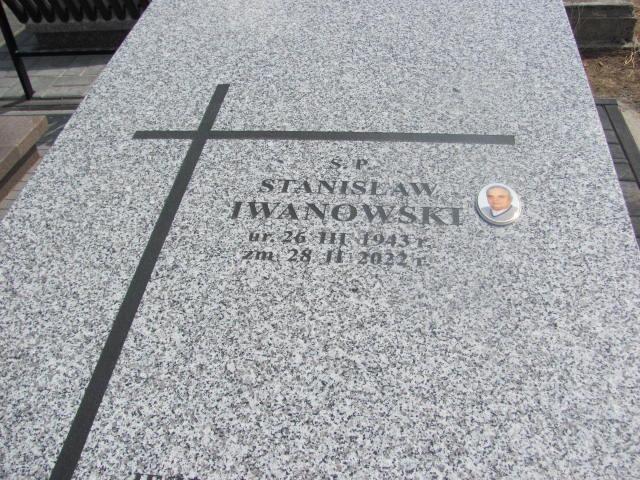 Ś. P.
STANISŁAW
IWANOWSKI
ur. 26 III 1943 r.
zm. 28 II 2022 r.